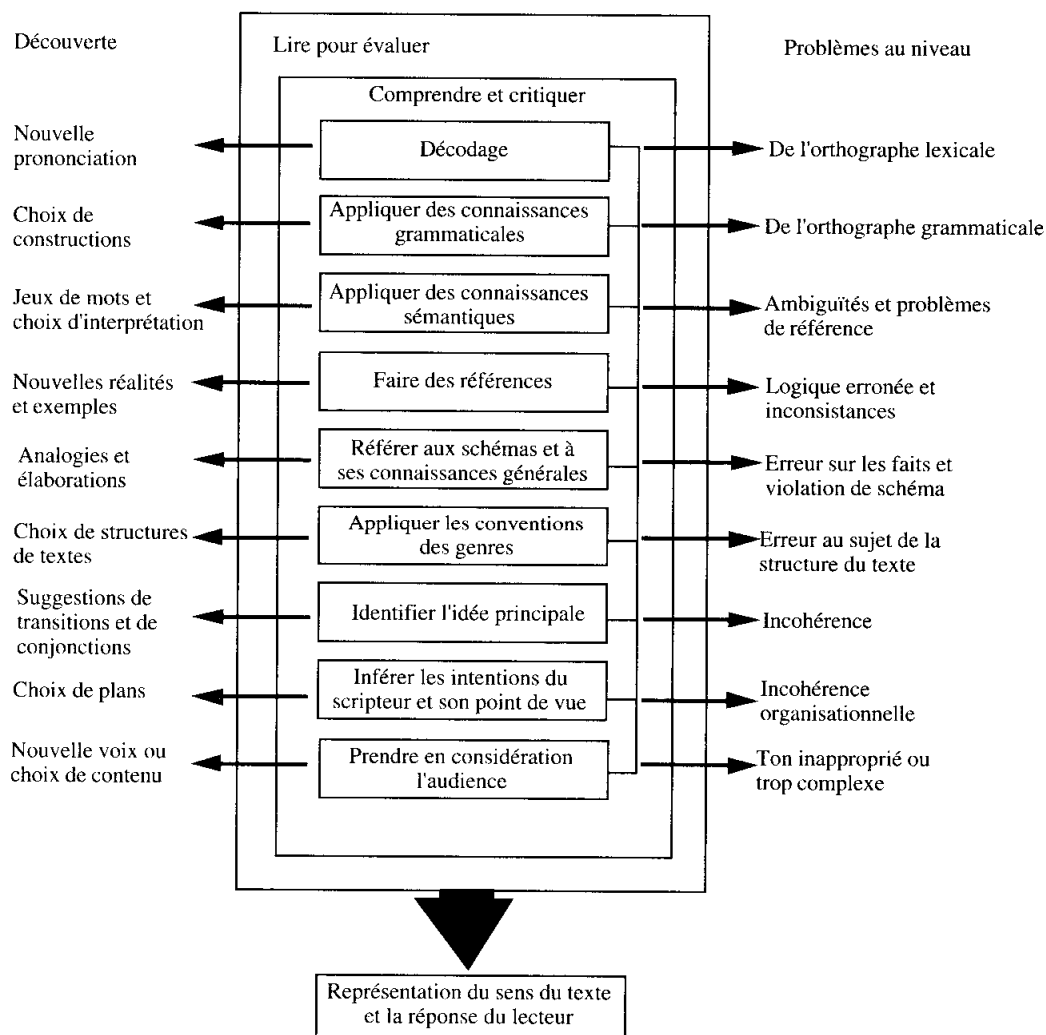 Découverte
Lire pour évaluer
Problèmes au niveau
Comprendre et critiquer
Nouvelle
prononciation
Décodage
De l'orthographe lexicale
Choix de
constructions
Appliquer des connaissances
grammaticales
De l'orthographe grammaticale
Jeux de mots et
choix d'interprétation
Appliquer des connaissances
sémantiques
Ambiguïtés et problèmes
de référence
Nouvelles réalités
et exemples
Faire des références
Logique erronée et
inconsistances
Analogies et
élaborations
Référer aux schémas et à
ses connaissances générales
Erreur sur les faits et
violation de schéma
Choix de structures
de textes
Appliquer les conventions
des genres
Erreur au sujet de la
structure du texte
Suggestions de
transitions et de
conjonctions
Identifier l'idée principale
Incohérence
Choix de plans
Inférer les intentions du
scripteur et son point de vue
Incohérence
organisationnelle
Nouvelle voix ou
choix de contenu
Prendre en considération
l'audience
Ton inapproprié ou
trop complexe
Représentation du sens du texte
et la réponse du lecteur